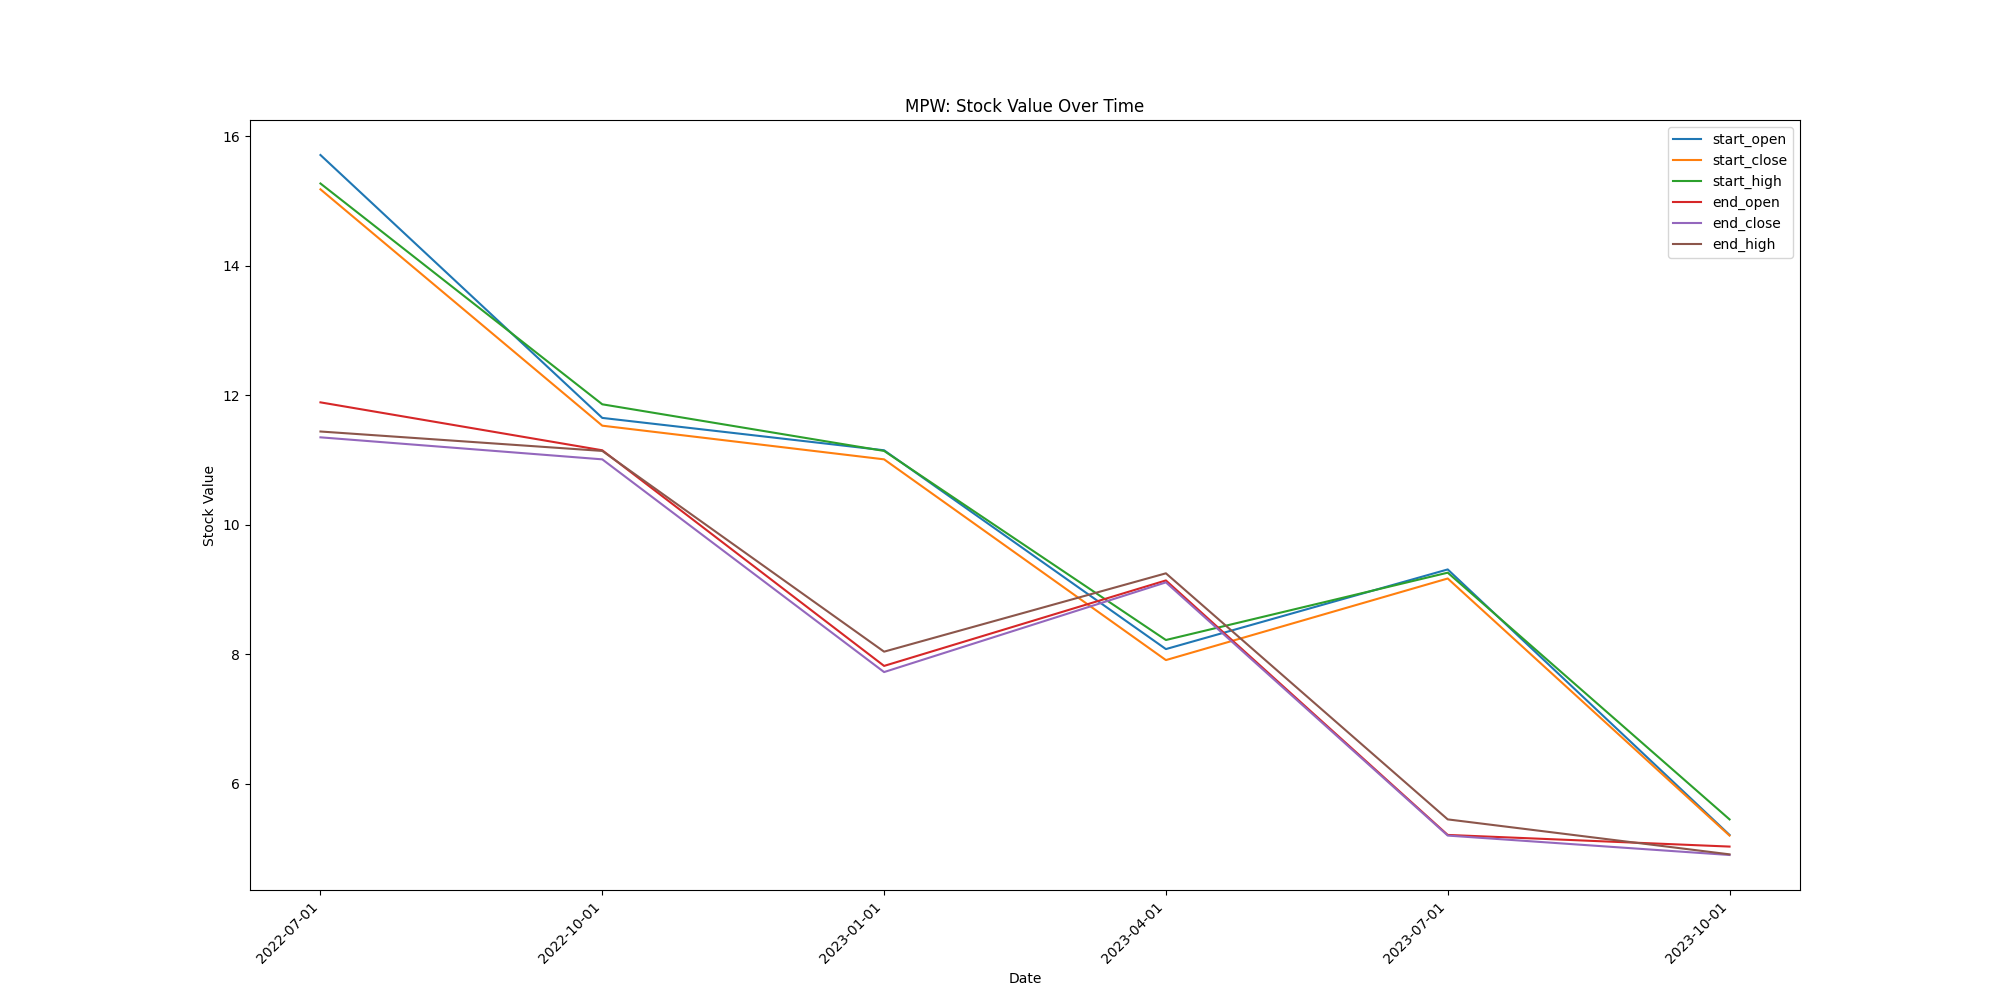 MPW: Stock Value Over Time
16
14
12
10
8
6
Stock Value
start_open
start_close
start_high
end_open
end_close
end_high
2022-07-01
2022-10-01
2023-01-01
2023-04-01
2023-07-01
2023-10-01
Date